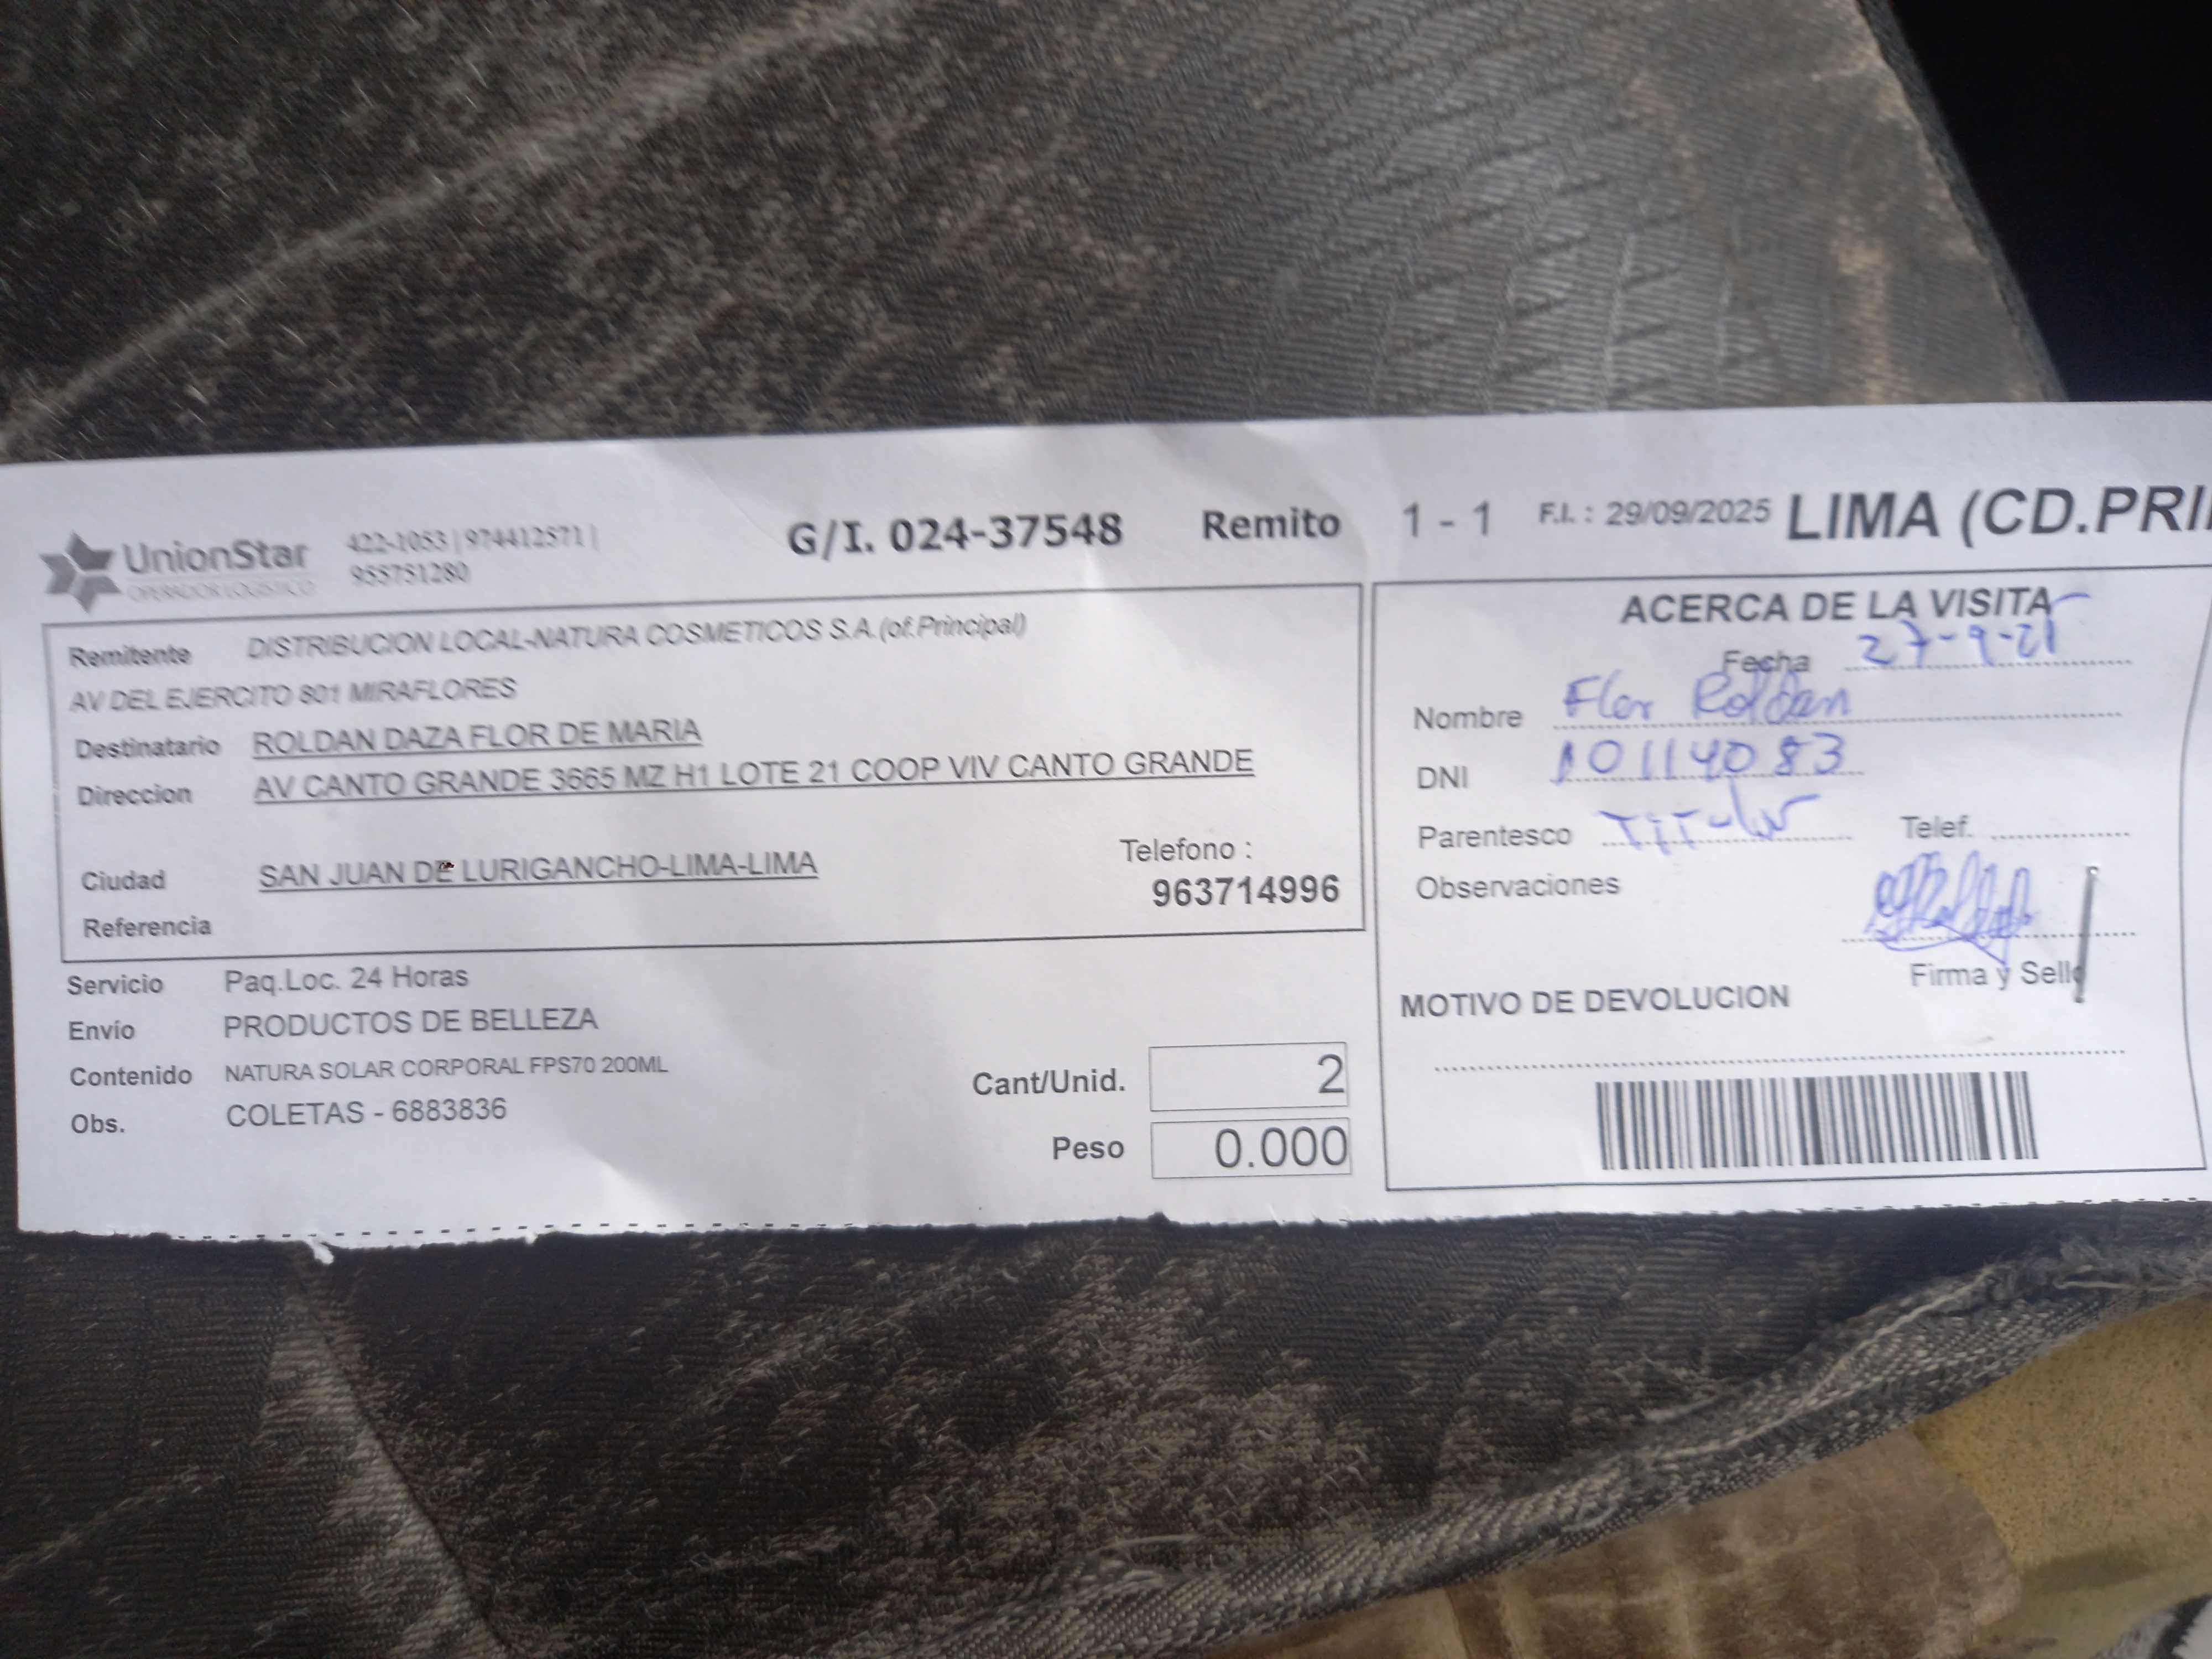 UnionStar
OPERADOR LOGISTICO
422-1053 | 974412571 |
955751280
G/I. 024-37548 Remito 1 - 1 F.I. : 29/09/2025 LIMA (CD.PRI
Remitente DISTRIBUCION LOCAL-NATURA COSMETICOS S.A.(of.Principal)
AV DEL EJERCITO 801 MIRAFLORES
Destinatario ROLDAN DAZA FLOR DE MARIA
Direccion AV CANTO GRANDE 3665 MZ H1 LOTE 21 COOP VIV CANTO GRANDE
Ciudad SAN JUAN DE LURIGANCHO-LIMA-LIMA
Telefono :
963714996
Referencia
Servicio Paq.Loc. 24 Horas
Envío PRODUCTOS DE BELLEZA
Contenido NATURA SOLAR CORPORAL FPS70 200ML
Obs. COLETAS - 6883836
Cant/Unid. 2
Peso 0.000
ACERCA DE LA VISITA
Fecha
Nombre Flor Roldan
DNI 10114083
Parentesco Titular Telef.
Observaciones
Firma y Sello
MOTIVO DE DEVOLUCION